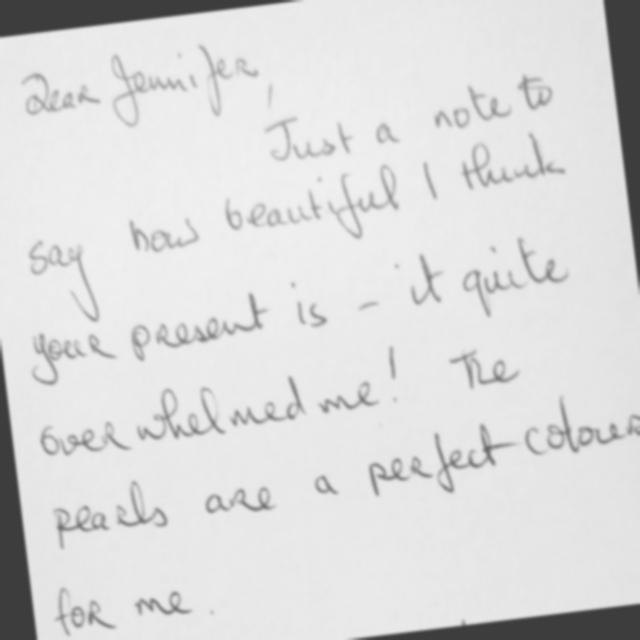 Dear Jennifer,
Just a note to
say how beautiful I think
your present is - it quite
overwhelmed me! The
pearls are a perfect colour
for me.